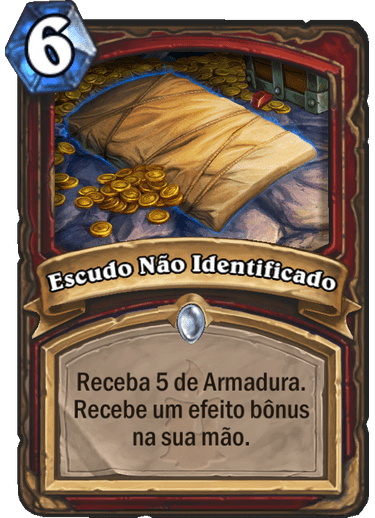 6
Escudo Não Identificado
Receba 5 de Armadura.
Recebe um efeito bônus
na sua mão.